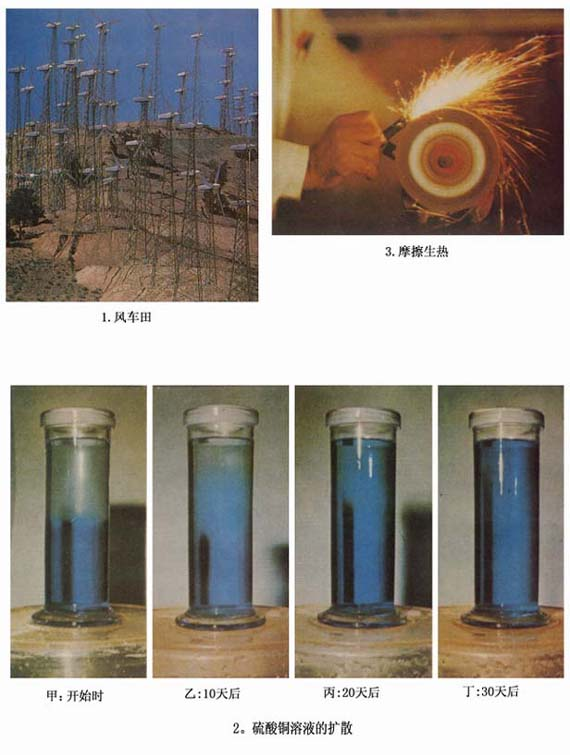 1.风车田
3.摩擦生热
甲:开始时
乙:10天后
丙:20天后
丁:30天后
2。硫酸铜溶液的扩散